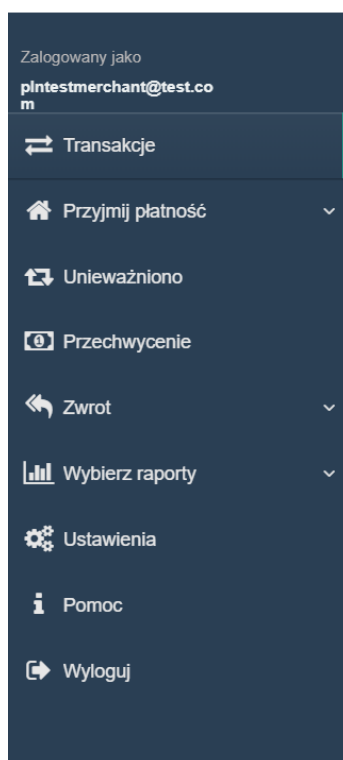 Zalogowany jako
plntestmerchant@test.co
m
Transakcje
Przyjmij płatność
Unieważniono
Przechwycenie
Zwrot
Wybierz raporty
Ustawienia
Pomoc
Wyloguj